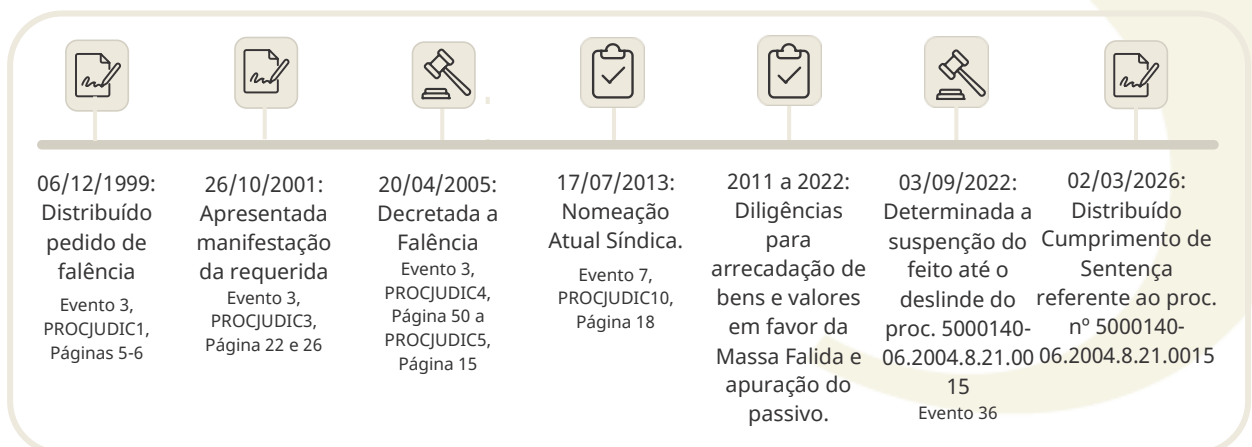 06/12/1999:
Distribuído
pedido de
falência
Evento 3,
PROCJUDIC1,
Páginas 5-6
26/10/2001:
Apresentada
manifestação
da requerida
Evento 3,
PROCJUDIC3,
Página 22 e 26
20/04/2005:
Decretada a
Falência
Evento 3,
PROCJUDIC4,
Página 50 a
PROCJUDIC5,
Página 15
17/07/2013:
Nomeação
Atual Síndica.
Evento 7,
PROCJUDIC10,
Página 18
2011 a 2022:
Diligências
para
arrecadação de
bens e valores
em favor da
Massa Falida e
apuração do
passivo.
03/09/2022:
Determinada a
suspenção do
feito até o
deslinde do
proc. 5000140-
06.2004.8.21.00
15
Evento 36
02/03/2026:
Distribuído
Cumprimento de
Sentença
referente ao proc.
nº 5000140-
06.2004.8.21.0015